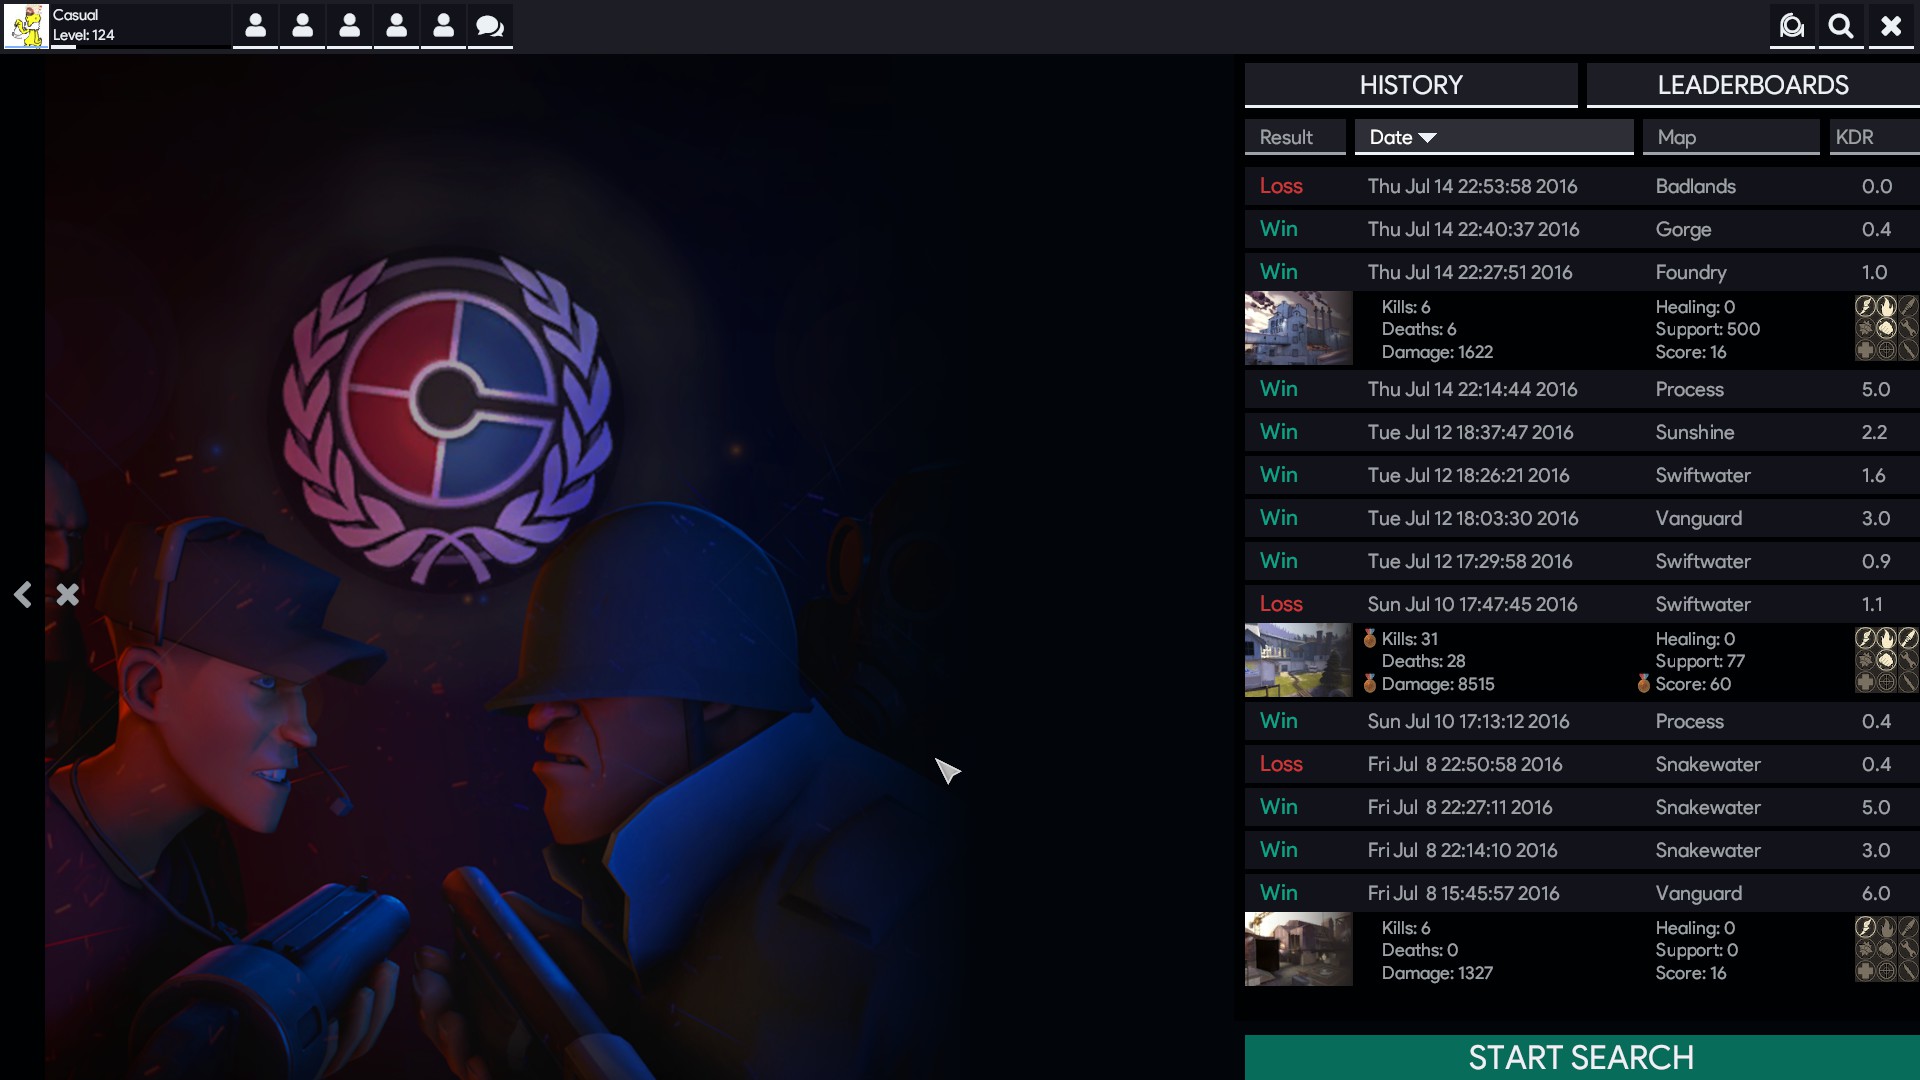 Casual
Level: 124
HISTORY LEADERBOARDS
Result Date Map KDR
Loss Thu Jul 14 22:53:58 2016 Badlands 0.0
Win Thu Jul 14 22:40:37 2016 Gorge 0.4
Win Thu Jul 14 22:27:51 2016 Foundry 1.0
Kills: 6 Healing: 0
Deaths: 6 Support: 500
Damage: 1622 Score: 16
Win Thu Jul 14 22:14:44 2016 Process 5.0
Win Tue Jul 12 18:37:47 2016 Sunshine 2.2
Win Tue Jul 12 18:26:21 2016 Swiftwater 1.6
Win Tue Jul 12 18:03:30 2016 Vanguard 3.0
Win Tue Jul 12 17:29:58 2016 Swiftwater 0.9
Loss Sun Jul 10 17:47:45 2016 Swiftwater 1.1
Kills: 31 Healing: 0
Deaths: 28 Support: 77
Damage: 8515 Score: 60
Win Sun Jul 10 17:13:12 2016 Process 0.4
Loss Fri Jul 8 22:50:58 2016 Snakewater 0.4
Win Fri Jul 8 22:27:11 2016 Snakewater 5.0
Win Fri Jul 8 22:14:10 2016 Snakewater 3.0
Win Fri Jul 8 15:45:57 2016 Vanguard 6.0
Kills: 6 Healing: 0
Deaths: 0 Support: 0
Damage: 1327 Score: 16
START SEARCH